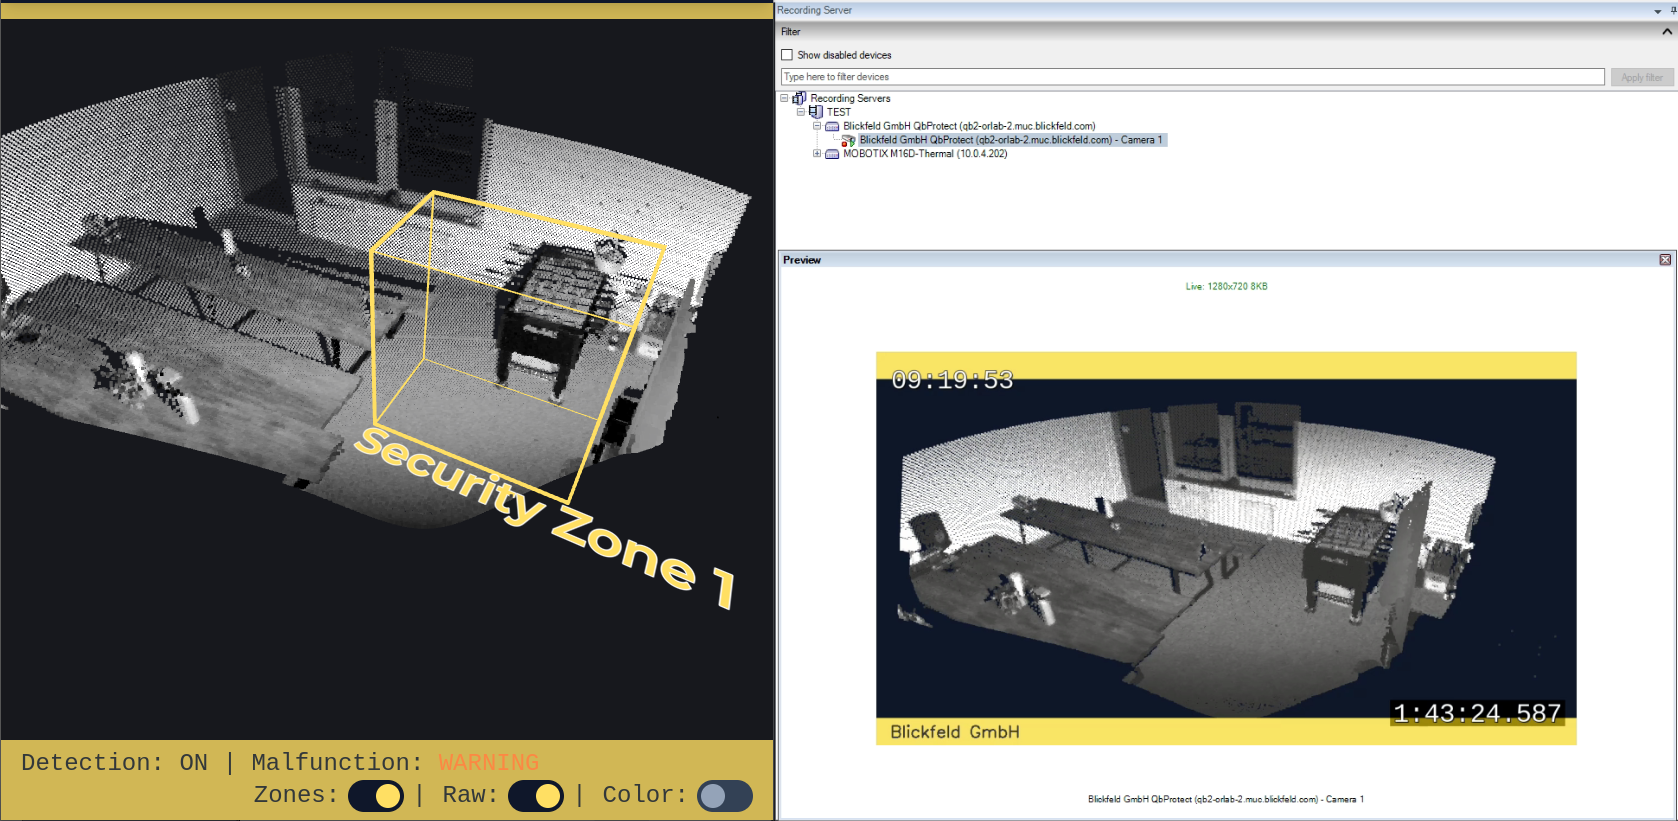 Security Zone 1
Detection: ON | Malfunction: WARNING
Zones: | Raw: | Color:
Recording Server
Filter
Show disabled devices
Type here to filter devices
Apply filter
Recording Servers
TEST
Blickfeld GmbH QbProtect (qb2-orlab-2.muc.blickfeld.com)
Blickfeld GmbH QbProtect (qb2-orlab-2.muc.blickfeld.com) - Camera 1
MOBOTIX M16D-Thermal (10.0.4.202)
Preview
Live: 1280x720 8KB
09:19:53
1:43:24.587
Blickfeld GmbH
Blickfeld GmbH QbProtect (qb2-orlab-2.muc.blickfeld.com) - Camera 1